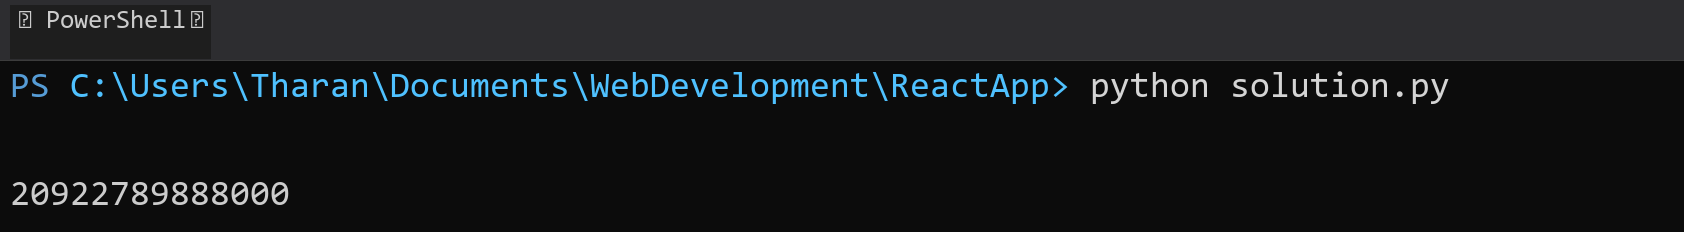 PowerShell
PS C:\Users\Tharan\Documents\WebDevelopment\ReactApp> python solution.py
20922789888000